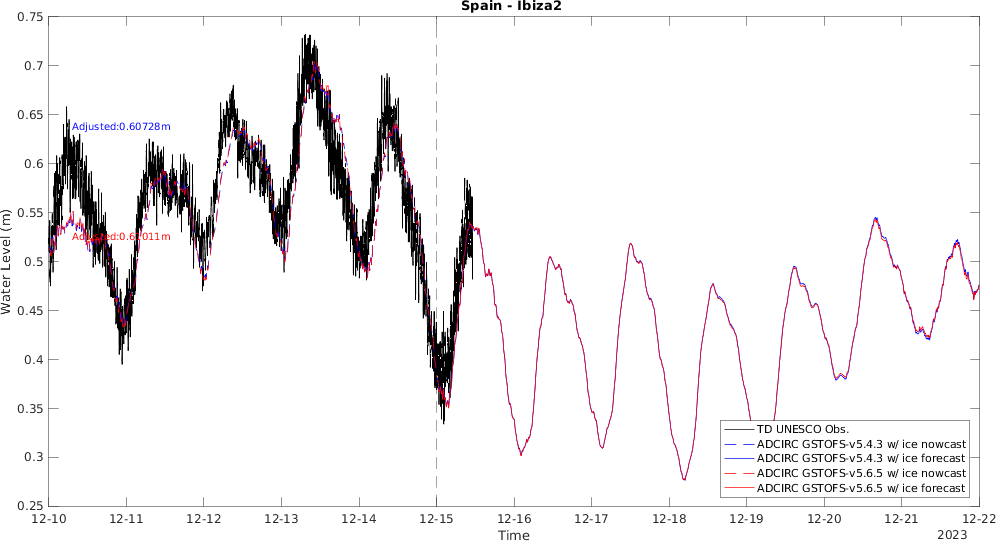 Spain - Ibiza2
0.75
0.7
0.65
0.6
0.55
0.5
0.45
0.4
0.35
0.3
0.25
Water Level (m)
Adjusted:0.60728m
Adjusted:0.62011m
TD UNESCO Obs.
ADCIRC GSTOFS-v5.4.3 w/ ice nowcast
ADCIRC GSTOFS-v5.4.3 w/ ice forecast
ADCIRC GSTOFS-v5.6.5 w/ ice nowcast
ADCIRC GSTOFS-v5.6.5 w/ ice forecast
12-10 12-11 12-12 12-13 12-14 12-15 12-16 12-17 12-18 12-19 12-20 12-21 12-22
Time
2023